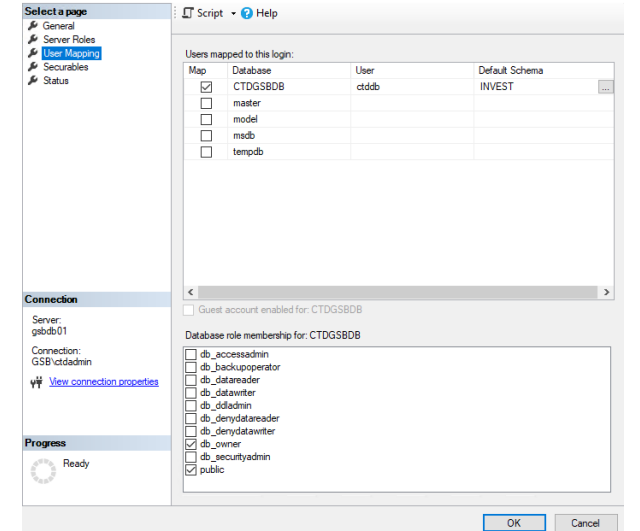 Select a page
General
Server Roles
User Mapping
Securables
Status
Script Help
Users mapped to this login:
Map Database User Default Schema
CTDGSBDB ctddb INVEST ...
master
model
msdb
tempdb
Guest account enabled for: CTDGSBDB
Connection
Server:
gsbdb01
Connection:
GSB\ctdadmin
View connection properties
Progress
Ready
Database role membership for: CTDGSBDB
db_accessadmin
db_backupoperator
db_datareader
db_datawriter
db_ddladmin
db_denydatareader
db_denydatawriter
db_owner
db_securityadmin
public
OK Cancel